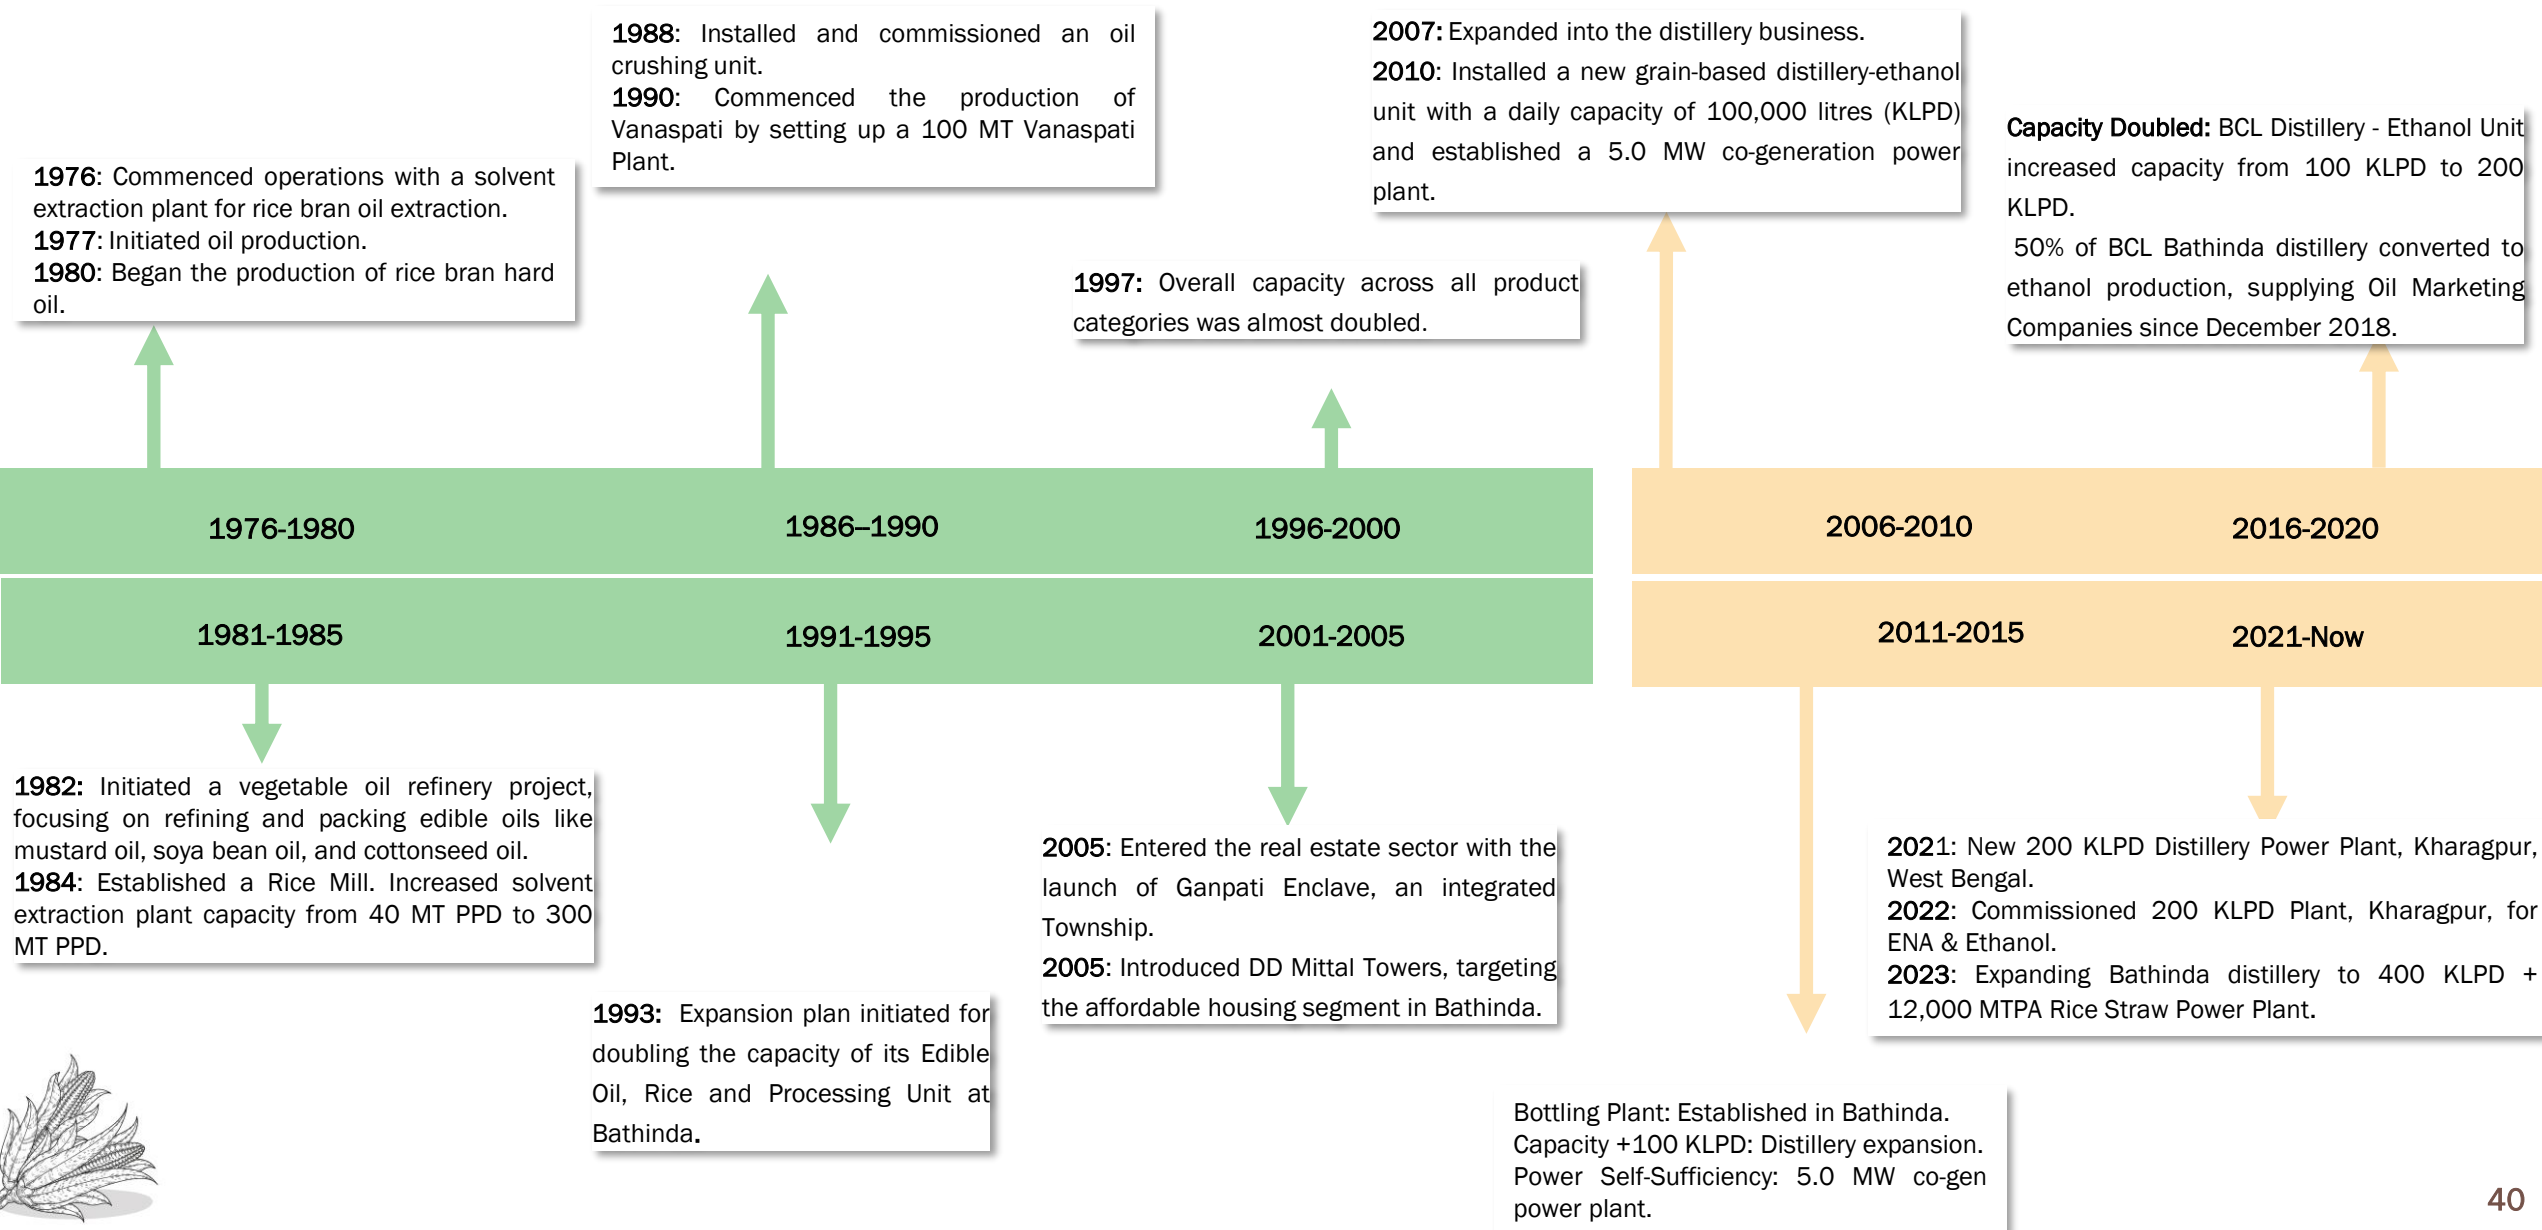 1976: Commenced operations with a solvent
extraction plant for rice bran oil extraction.
1977: Initiated oil production.
1980: Began the production of rice bran hard
oil.
1988: Installed and commissioned an oil
crushing unit.
1990: Commenced the production of
Vanaspati by setting up a 100 MT Vanaspati
Plant.
1997: Overall capacity across all product
categories was almost doubled.
2007: Expanded into the distillery business.
2010: Installed a new grain-based distillery-ethanol
unit with a daily capacity of 100,000 litres (KLPD)
and established a 5.0 MW co-generation power
plant.
Capacity Doubled: BCL Distillery - Ethanol Unit
increased capacity from 100 KLPD to 200
KLPD.
50% of BCL Bathinda distillery converted to
ethanol production, supplying Oil Marketing
Companies since December 2018.
1976-1980
1986–1990
1996-2000
2006-2010
2016-2020
1981-1985
1991-1995
2001-2005
2011-2015
2021-Now
1982: Initiated a vegetable oil refinery project,
focusing on refining and packing edible oils like
mustard oil, soya bean oil, and cottonseed oil.
1984: Established a Rice Mill. Increased solvent
extraction plant capacity from 40 MT PPD to 300
MT PPD.
1993: Expansion plan initiated for
doubling the capacity of its Edible
Oil, Rice and Processing Unit at
Bathinda.
2005: Entered the real estate sector with the
launch of Ganpati Enclave, an integrated
Township.
2005: Introduced DD Mittal Towers, targeting
the affordable housing segment in Bathinda.
Bottling Plant: Established in Bathinda.
Capacity +100 KLPD: Distillery expansion.
Power Self-Sufficiency: 5.0 MW co-gen
power plant.
2021: New 200 KLPD Distillery Power Plant, Kharagpur,
West Bengal.
2022: Commissioned 200 KLPD Plant, Kharagpur, for
ENA & Ethanol.
2023: Expanding Bathinda distillery to 400 KLPD +
12,000 MTPA Rice Straw Power Plant.
40